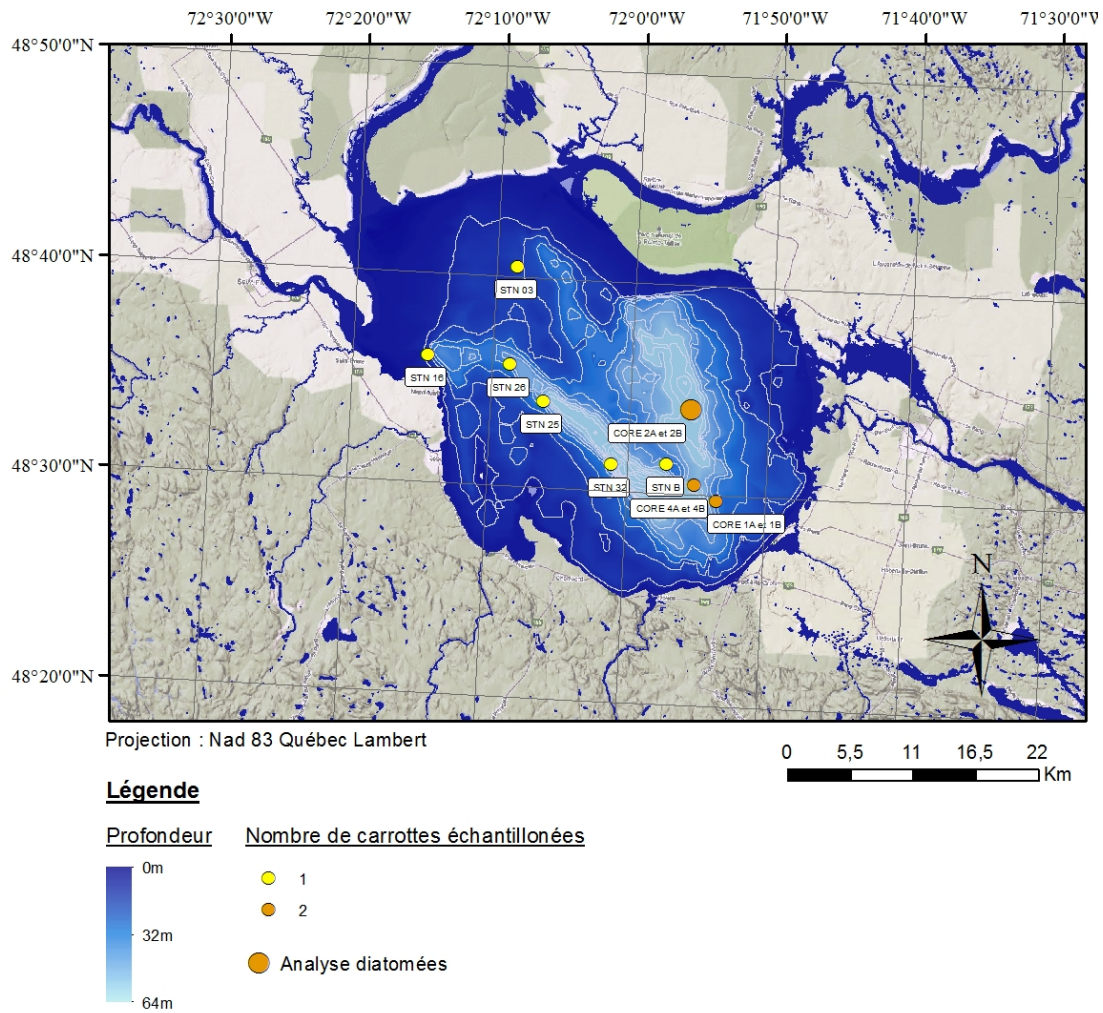 72°30'0"W 72°20'0"W 72°10'0"W 72°00'0"W 71°50'0"W 71°40'0"W 71°30'0"W
48°50'0"N
48°40'0"N
STN 03
STN 16
STN 26
STN 25
CORE 2A et 2B
48°30'0"N
STN 32
STN B
CORE 4A et 4B
CORE 1A et 1B
N
48°20'0"N
Projection : Nad 83 Québec Lambert
0 5,5 11 16,5 22
Km
Légende
Profondeur
Nombre de carrottes échantillonées
0m
32m
64m
1
2
Analyse diatomées